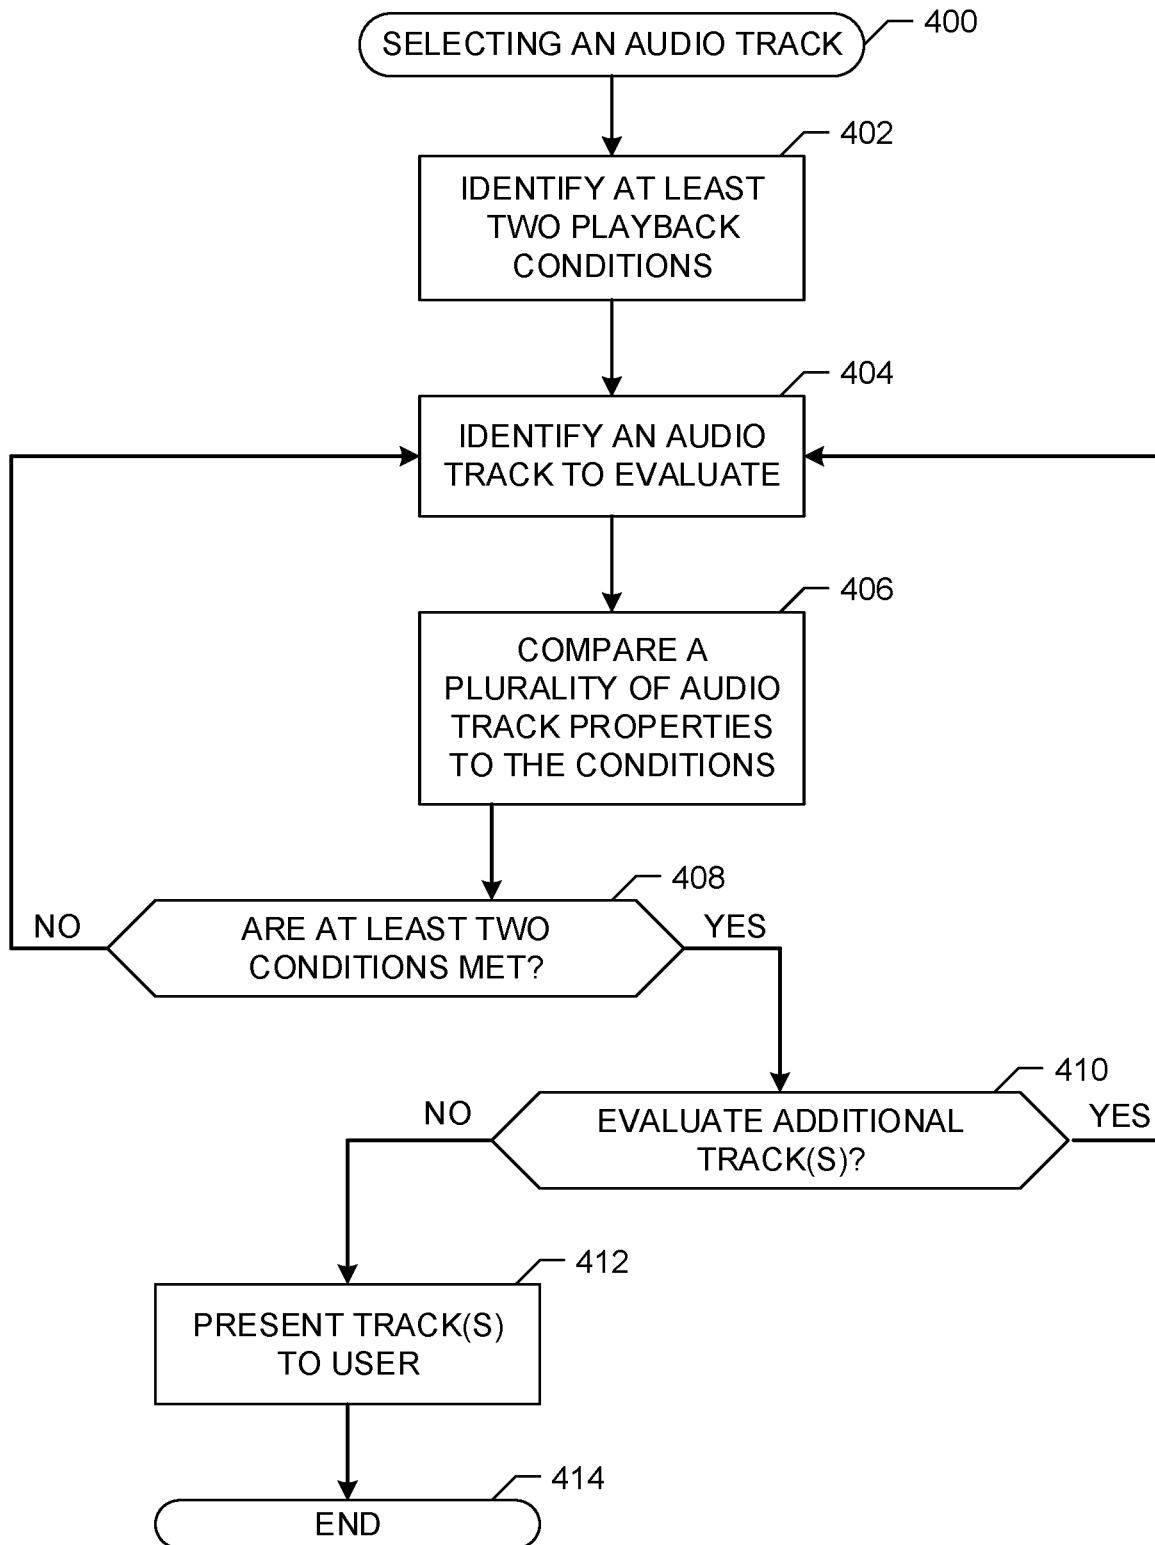 SELECTING AN AUDIO TRACK
400
402
IDENTIFY AT LEAST
TWO PLAYBACK
CONDITIONS
404
IDENTIFY AN AUDIO
TRACK TO EVALUATE
406
COMPARE A
PLURALITY OF AUDIO
TRACK PROPERTIES
TO THE CONDITIONS
408
NO
ARE AT LEAST TWO
CONDITIONS MET?
YES
410
NO
EVALUATE ADDITIONAL
TRACK(S)?
YES
412
PRESENT TRACK(S)
TO USER
414
END